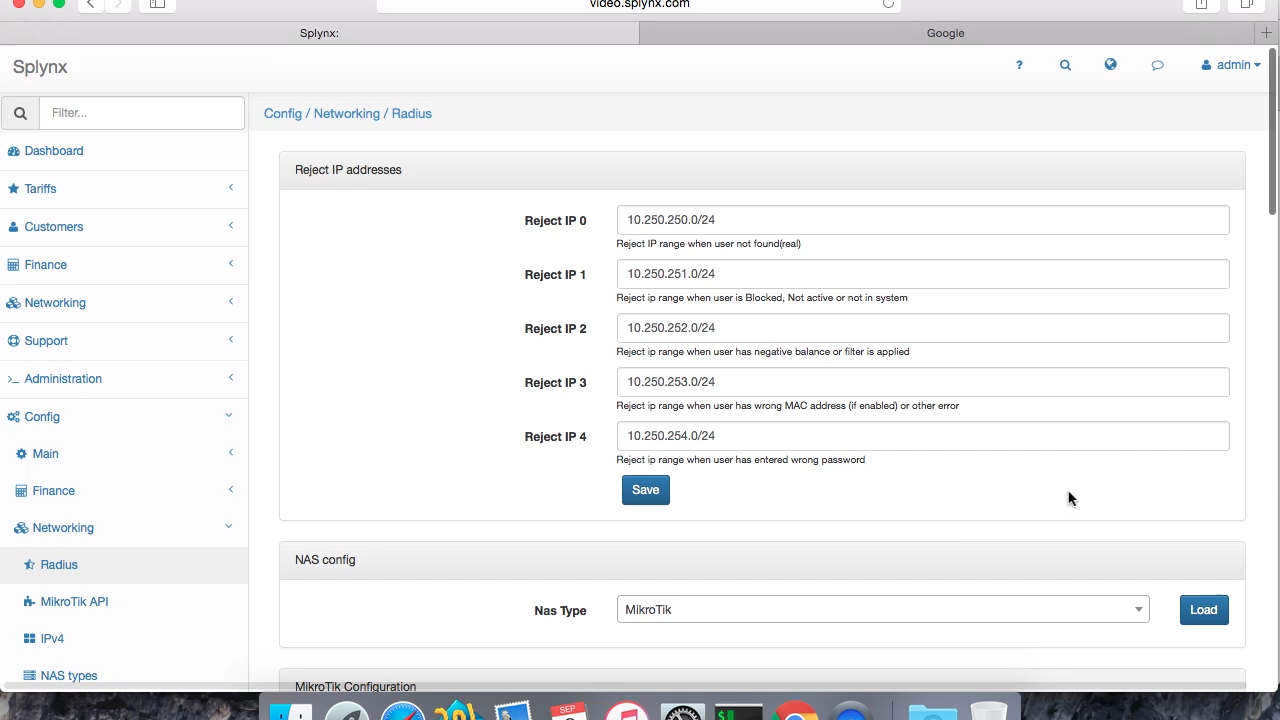 video.splynx.com
Splynx:
Google
Splynx
?
admin
Filter...
Config / Networking / Radius
Dashboard
Tariffs
Customers
Finance
Networking
Support
Administration
Config
Main
Finance
Networking
Radius
MikroTik API
IPv4
NAS types
Reject IP addresses
Reject IP 0
10.250.250.0/24
Reject IP range when user not found(real)
Reject IP 1
10.250.251.0/24
Reject ip range when user is Blocked, Not active or not in system
Reject IP 2
10.250.252.0/24
Reject ip range when user has negative balance or filter is applied
Reject IP 3
10.250.253.0/24
Reject ip range when user has wrong MAC address (if enabled) or other error
Reject IP 4
10.250.254.0/24
Reject ip range when user has entered wrong password
Save
NAS config
Nas Type
MikroTik
Load
MikroTik Configuration
SEP